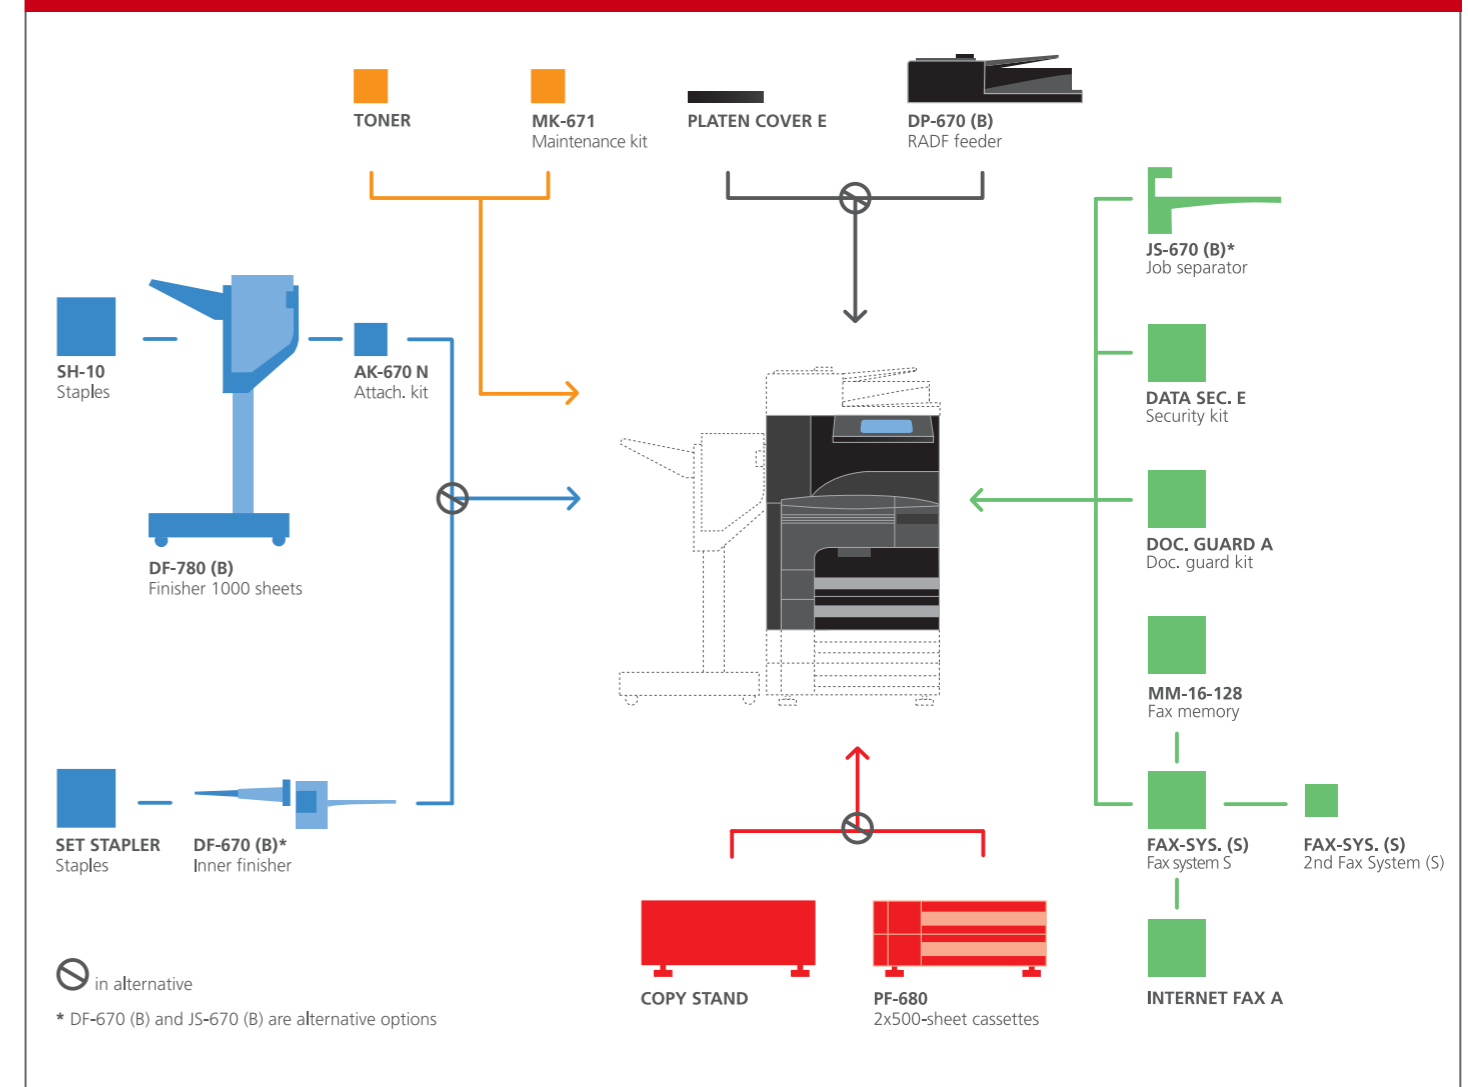 TONER
MK-671
Maintenance kit
PLATEN COVER E
DP-670 (B)
RADF feeder
JS-670 (B)*
Job separator
SH-10
Staples
AK-670 N
Attach. kit
DATA SEC. E
Security kit
DF-780 (B)
Finisher 1000 sheets
DOC. GUARD A
Doc. guard kit
MM-16-128
Fax memory
SET STAPLER
Staples
DF-670 (B)*
Inner finisher
FAX-SYS. (S)
Fax system S
FAX-SYS. (S)
2nd Fax System (S)
COPY STAND
PF-680
2x500-sheet cassettes
INTERNET FAX A
in alternative
* DF-670 (B) and JS-670 (B) are alternative options